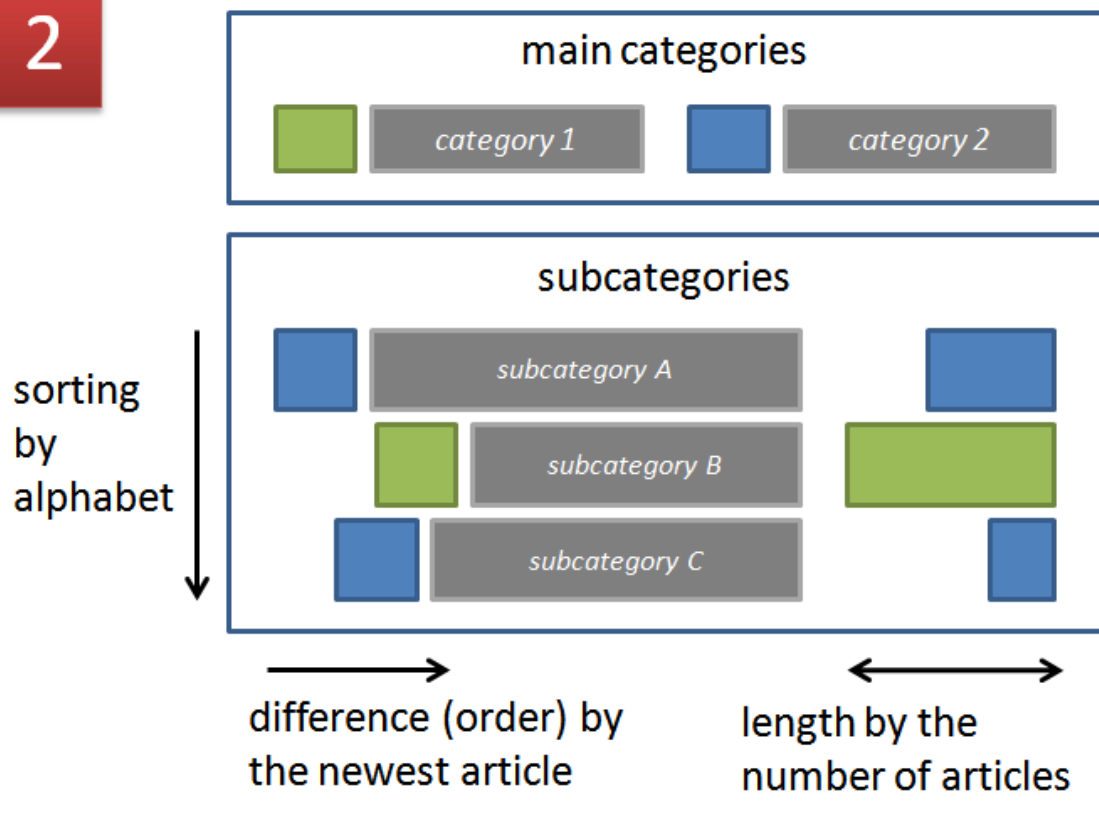 2
main categories
category 1
category 2
subcategories
sorting
by
alphabet
subcategory A
subcategory B
subcategory C
difference (order) by
the newest article
length by the
number of articles